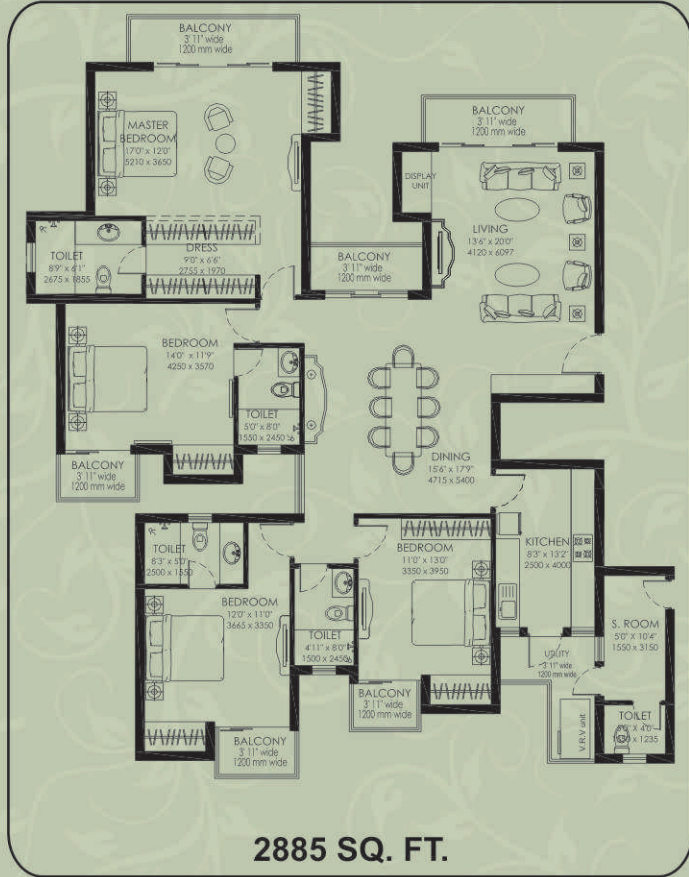 BALCONY
3' 11" wide
1200 mm wide
MASTER
BEDROOM
17'0" x 12'0"
5210 x 3650
BALCONY
3' 11" wide
1200 mm wide
DISPLAY
UNIT
LIVING
13'6" x 20'0"
4120 x 6097
TOILET
8'9" x 6'1"
2675 x 1855
DRESS
9'0" x 6'6"
2755 x 1970
BALCONY
3' 11" wide
1200 mm wide
BEDROOM
14'0" x 11'9"
4250 x 3570
TOILET
5'0" x 8'0"
1550 x 2450
BALCONY
3' 11" wide
1200 mm wide
DINING
15'6" x 17'9"
4715 x 5400
TOILET
8'3" x 5'0"
2500 x 1550
BEDROOM
11'0" x 13'0"
3350 x 3950
KITCHEN
8'3" x 13'2"
2500 x 4000
BEDROOM
12'0" x 11'0"
3665 x 3350
TOILET
4'11" x 8'0"
1500 x 2450
S. ROOM
5'0" x 10'4"
1550 x 3150
UTILITY
3' 11" wide
1200 mm wide
BALCONY
3' 11" wide
1200 mm wide
BALCONY
3' 11" wide
1200 mm wide
V.R.V unit
TOILET
5'0" x 4'0"
1550 x 1235
2885 SQ. FT.